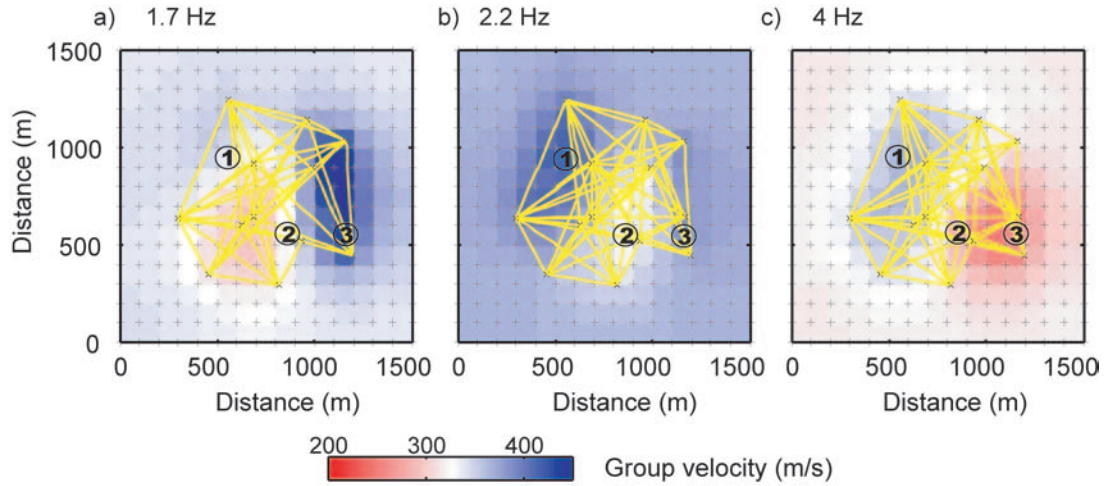 a) 1.7 Hz b) 2.2 Hz c) 4 Hz
1500
1000
500
0
Distance (m)
1 2 3
1 2 3
1 2 3
0 500 1000 1500 0 500 1000 1500 0 500 1000 1500
Distance (m) Distance (m) Distance (m)
200 300 400
Group velocity (m/s)